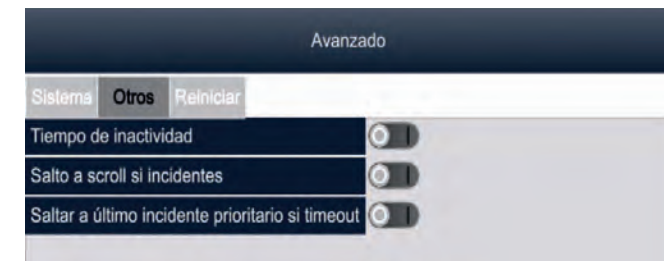 Avanzado
Sistema Otros Reiniciar
Tiempo de inactividad
Salto a scroll si incidentes
Saltar a último incidente prioritario si timeout